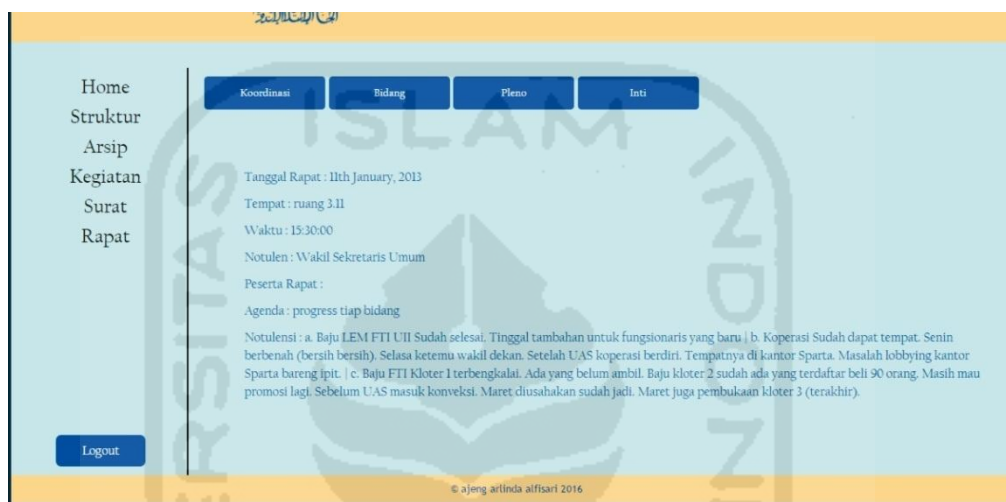 Home
Struktur
Arsip
Kegiatan
Surat
Rapat
Logout
Koordinasi
Bidang
Pleno
Inti
Tanggal Rapat : 11th January, 2013
Tempat : ruang 3.11
Waktu : 15:30:00
Notulen : Wakil Sekretaris Umum
Peserta Rapat :
Agenda : progress tiap bidang
Notulensi : a. Baju LEM FTI UII Sudah selesai. Tinggal tambahan untuk fungsionaris yang baru | b. Koperasi Sudah dapat tempat. Senin
berbenah (bersih bersih). Selasa ketemu wakil dekan. Setelah UAS koperasi berdiri. Tempatnya di kantor Sparta. Masalah lobbying kantor
Sparta bareng ipit. | c. Baju FTI Kloter 1 terbengkalai. Ada yang belum ambil. Baju kloter 2 sudah ada yang terdaftar beli 90 orang. Masih mau
promosi lagi. Sebelum UAS masuk konveksi. Maret diusahakan sudah jadi. Maret juga pembukaan kloter 3 (terakhir).
© ajeng arlinda alfisari 2016
ISLAM